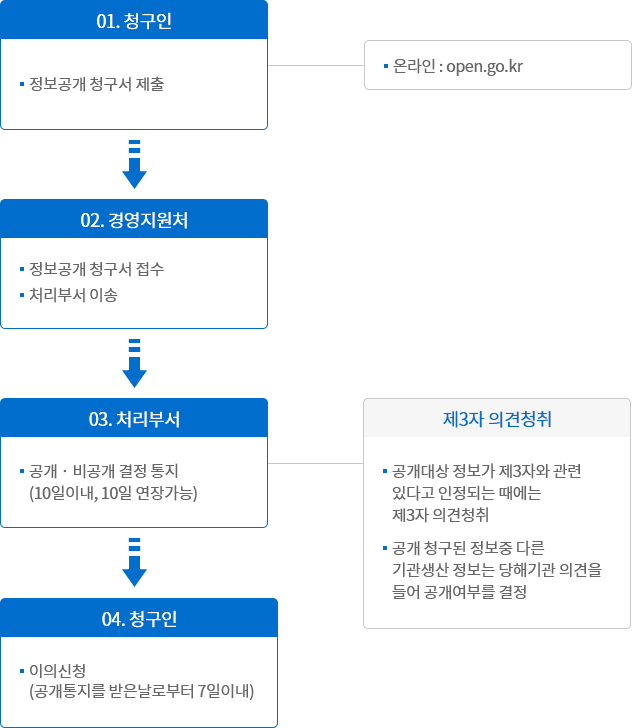 01. 청구인
정보공개 청구서 제출
온라인 : open.go.kr
02. 경영지원처
정보공개 청구서 접수
처리부서 이송
03. 처리부서
공개 · 비공개 결정 통지
(10일이내, 10일 연장가능)
제3자 의견청취
공개대상 정보가 제3자와 관련
있다고 인정되는 때에는
제3자 의견청취
공개 청구된 정보중 다른
기관생산 정보는 당해기관 의견을
들어 공개여부를 결정
04. 청구인
이의신청
(공개통지를 받은날로부터 7일이내)